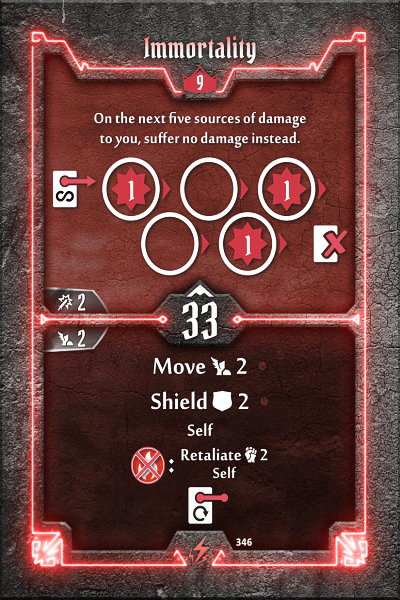 Immortality
9
On the next five sources of damage
to you, suffer no damage instead.
S
1 1
1
2
33
2
Move 2
Shield 2
Self
: Retaliate 2
Self
346